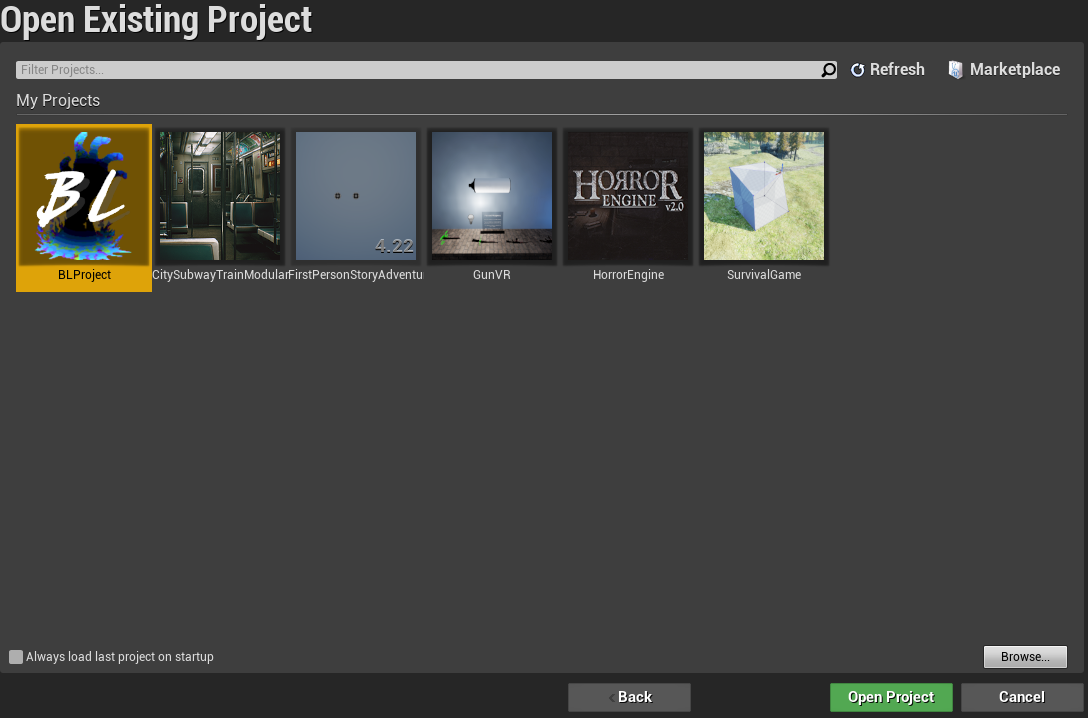 Open Existing Project
Filter Projects...
Refresh
Marketplace
My Projects
BL
4.22
HORROR
ENGINE
v2.0
BLProject
CitySubwayTrainModular
FirstPersonStoryAdventu
GunVR
HorrorEngine
SurvivalGame
Always load last project on startup
Browse...
Back
Open Project
Cancel